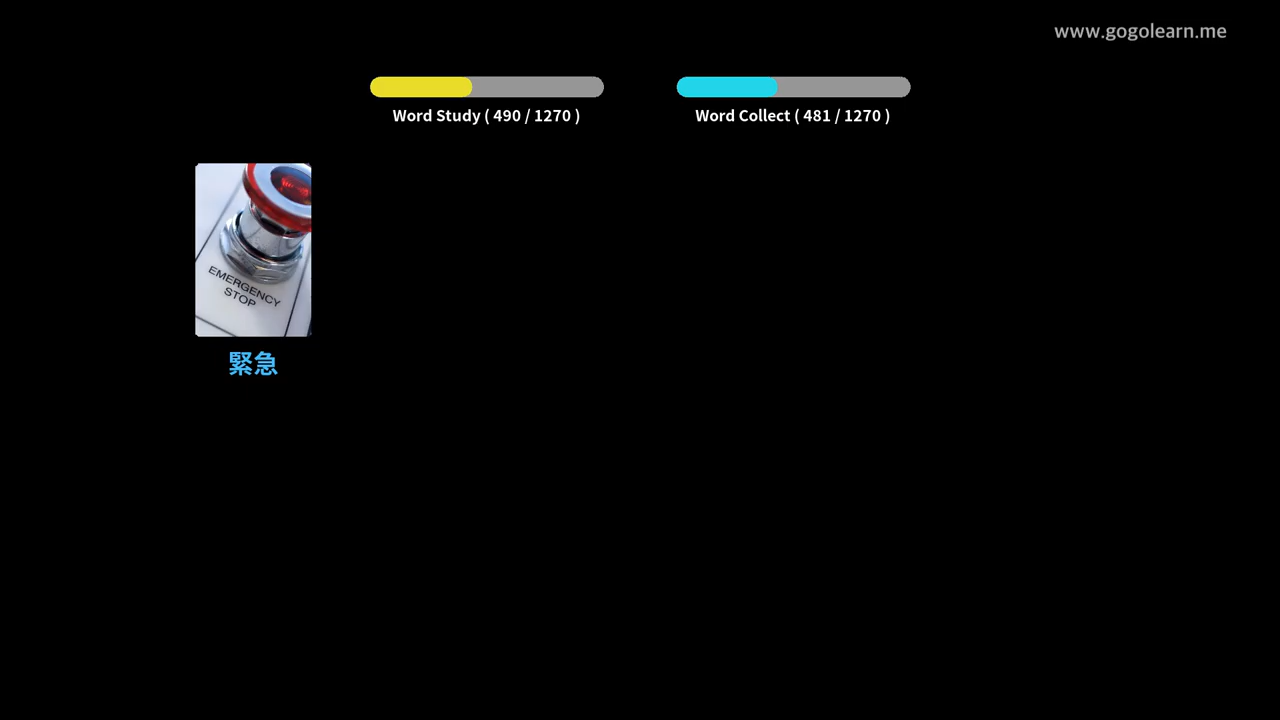 www.gogolearn.me
Word Study ( 490 / 1270 )
Word Collect ( 481 / 1270 )
EMERGENCY
STOP
緊急